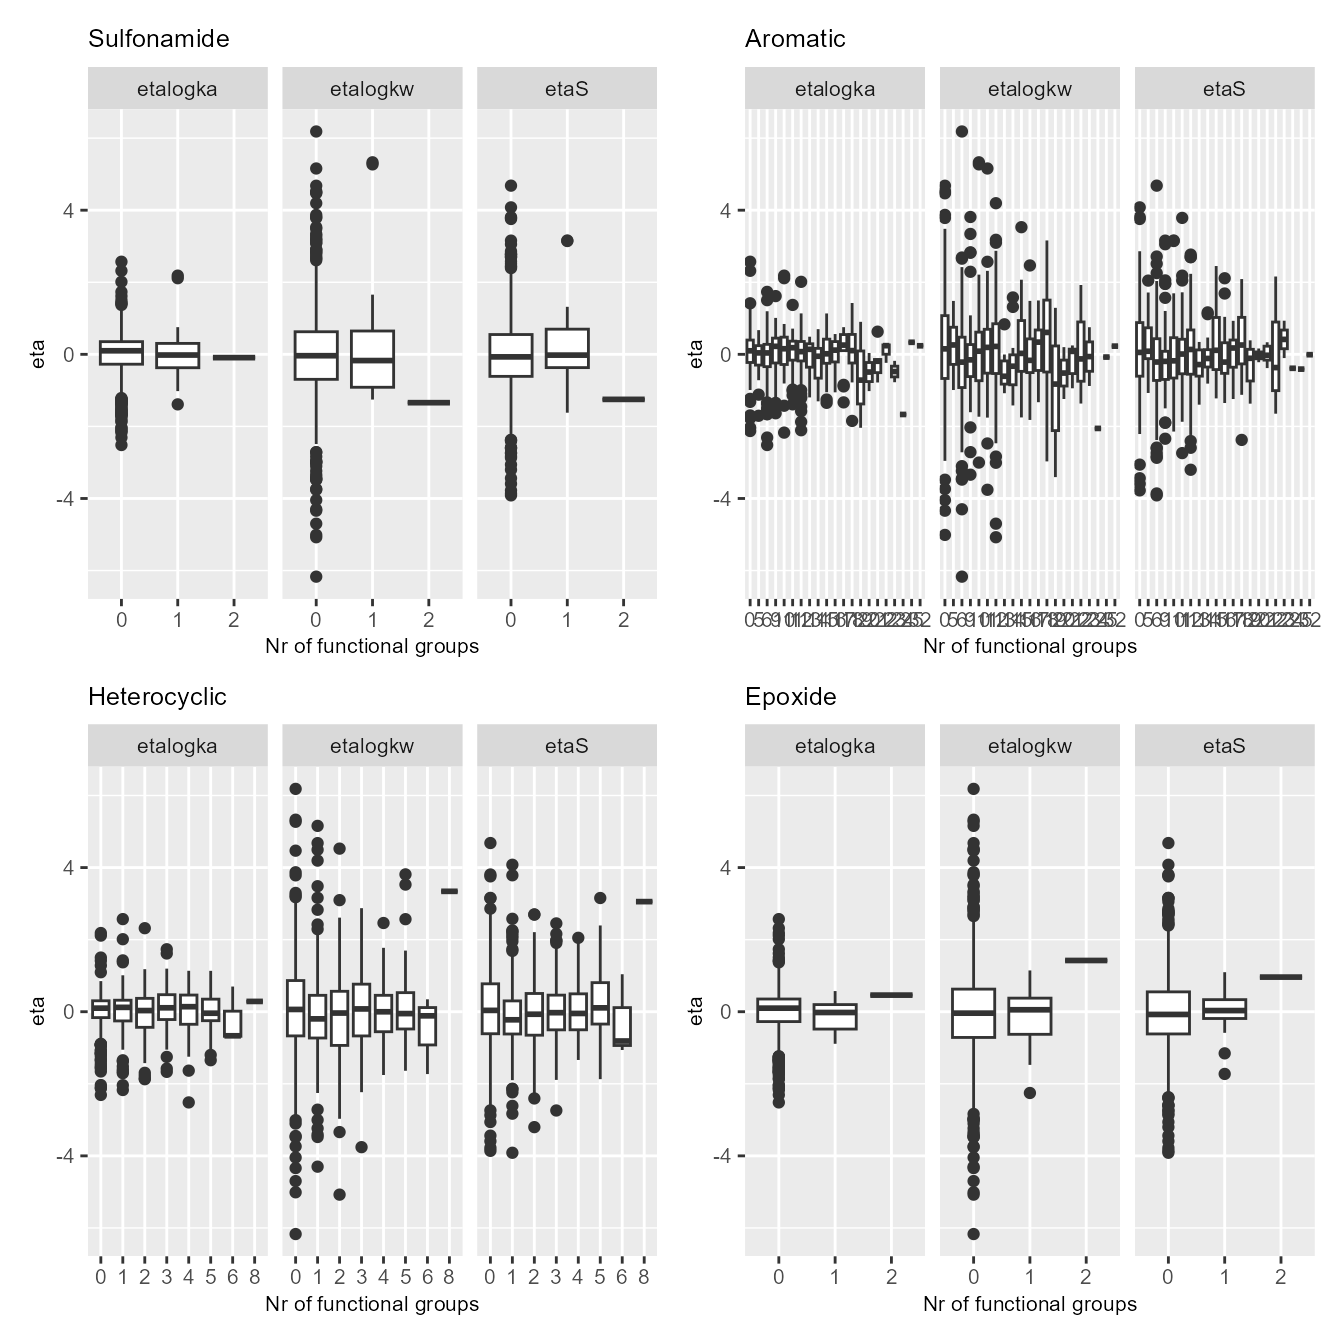 Sulfonamide
etalogka etalogkw etaS
eta
4
0
-4
0 1 2 0 1 2 0 1 2
Nr of functional groups
Aromatic
etalogka etalogkw etaS
eta
4
0
-4
Nr of functional groups
Heterocyclic
etalogka etalogkw etaS
eta
4
0
-4
0 1 2 3 4 5 6 8 0 1 2 3 4 5 6 8 0 1 2 3 4 5 6 8
Nr of functional groups
Epoxide
etalogka etalogkw etaS
eta
4
0
-4
0 1 2 0 1 2 0 1 2
Nr of functional groups